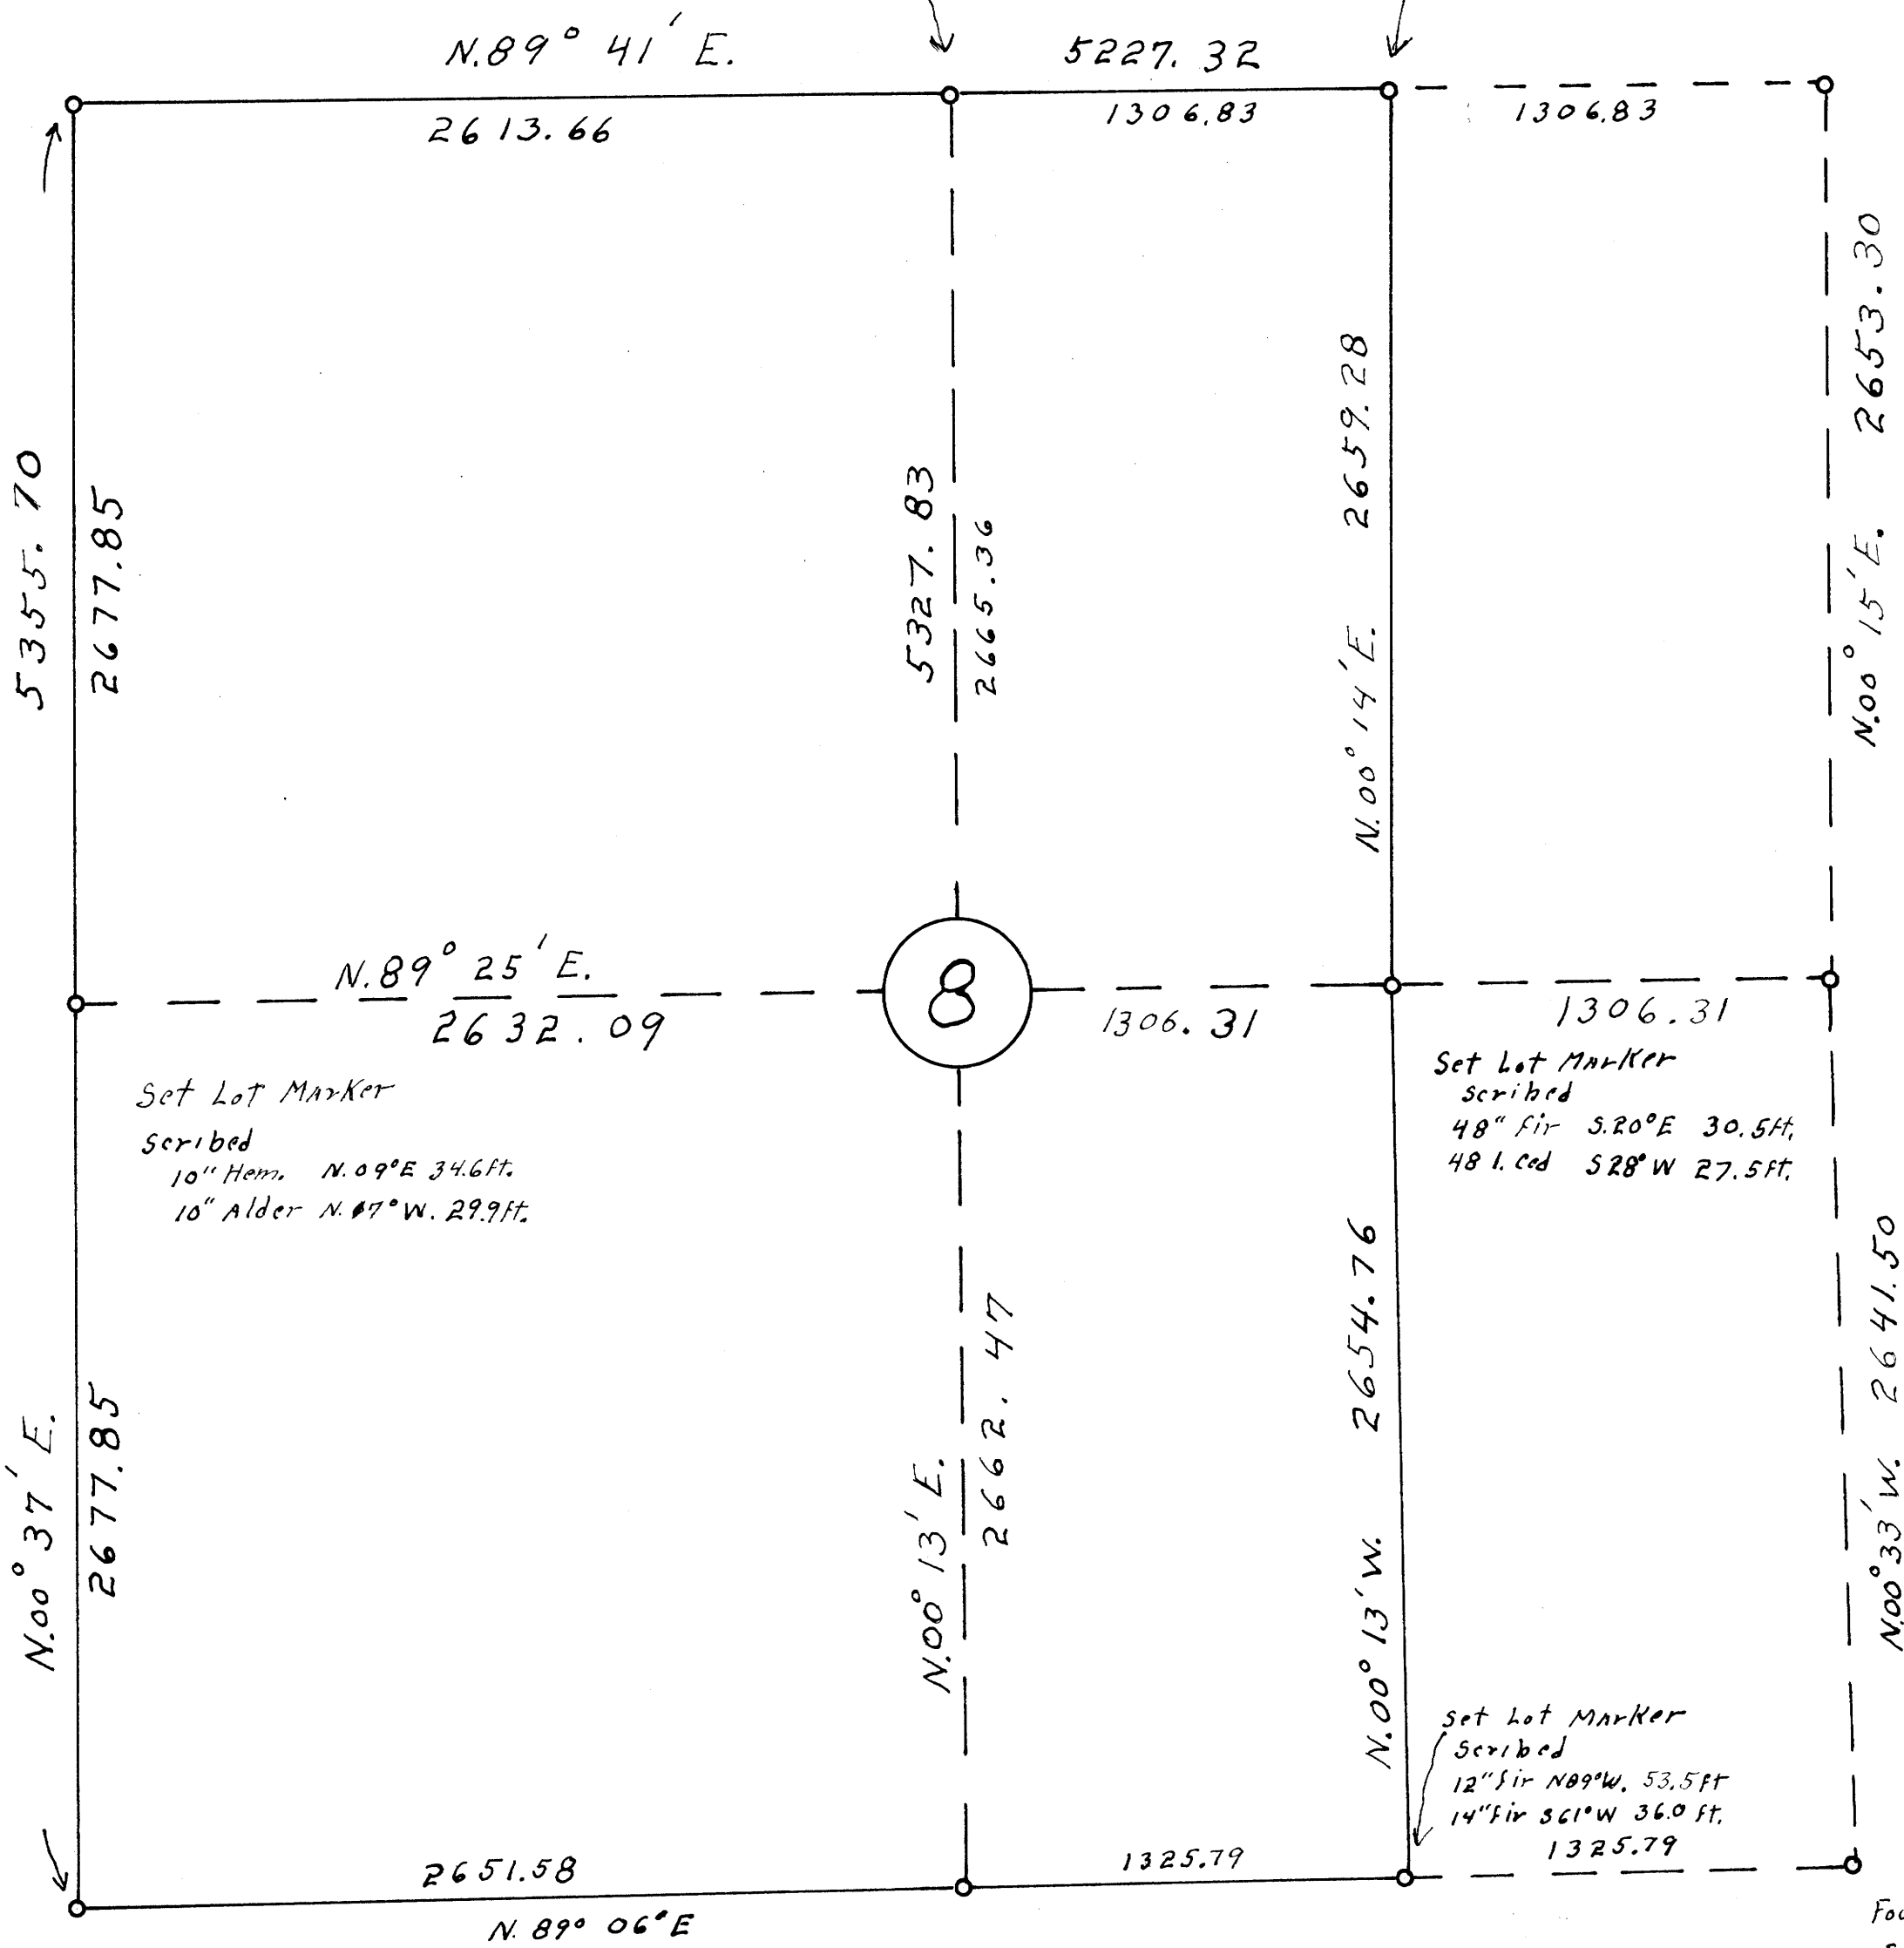 N.89° 41' E.
5227.32
2613.66
1306.83
1306.83
5355.70
2677.85
5327.83
2665.36
N.00° 14' E. 2659.28
N.00° 15' E. 2653.30
N.89° 25' E.
2632.09
8
1306.31
1306.31
Set Lot Marker
Scribed
10" Hem. N.09°E 34.6ft.
10" Alder N. 7°W. 29.9ft.
Set Lot Marker
Scribed
48" fir S.20°E 30.5ft.
48 l. ced S28°W 27.5ft.
N.00° 37' E.
2677.85
N.00° 13' E.
2662.47
N.00° 13' W. 2654.76
N.00° 33' W. 2641.50
Set Lot Marker
Scribed
12" fir N89°W. 53.5ft
14" fir S61°W 36.0 ft.
2651.58
1325.79
1325.79
N. 89° 06' E
Fou